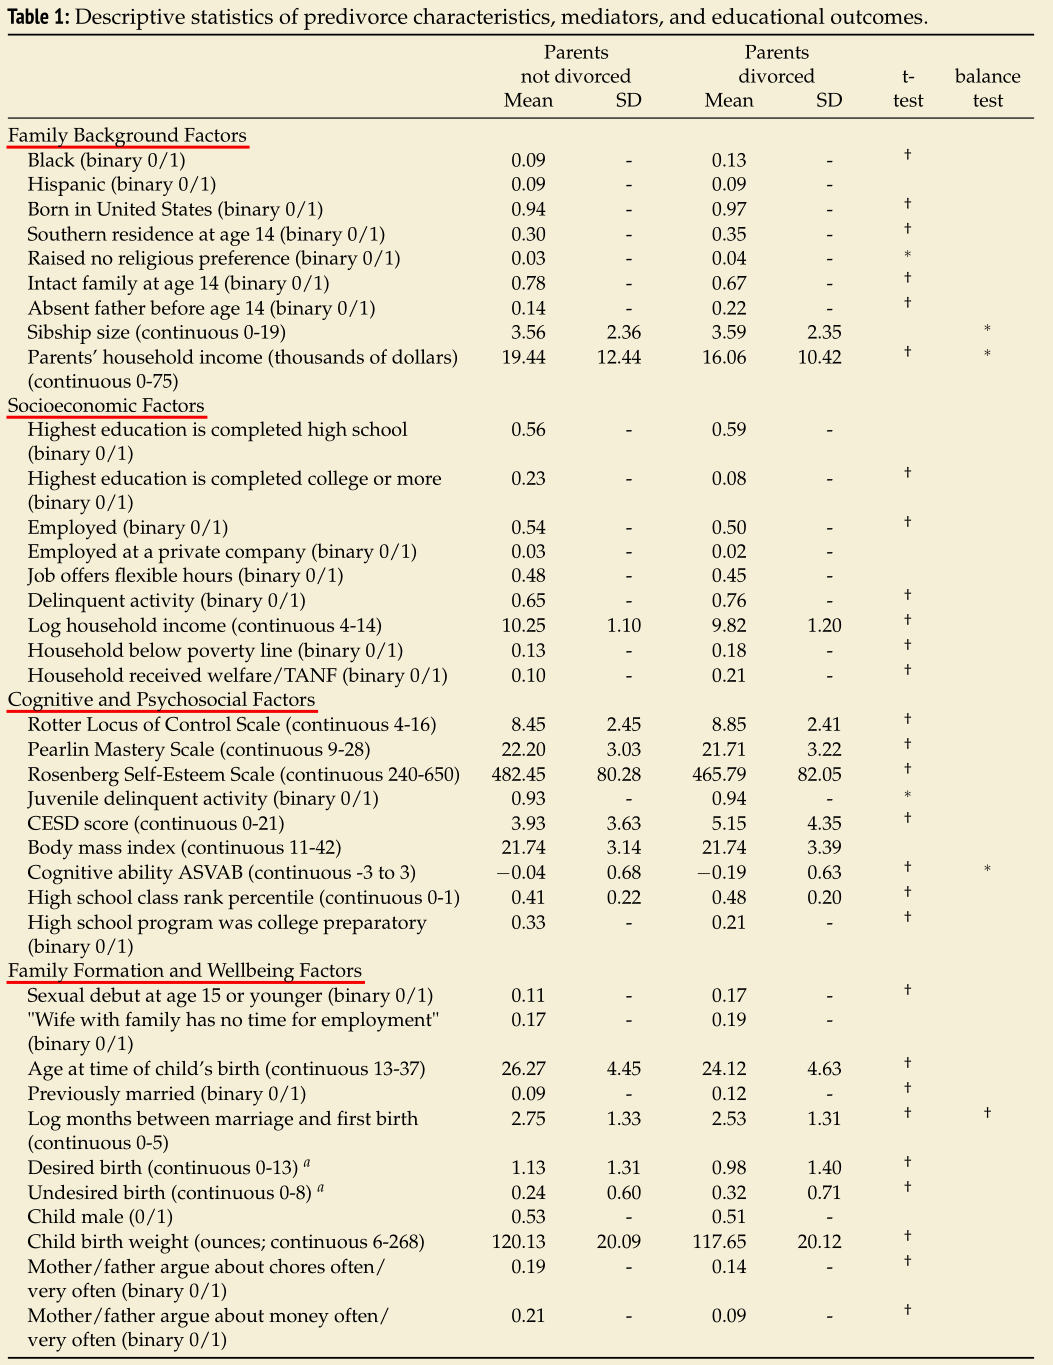 Table 1: Descriptive statistics of predivorce characteristics, mediators, and educational outcomes.
Parents Parents
not divorced divorced t- balance
Mean SD Mean SD test test
Family Background Factors
Black (binary 0/1) 0.09 - 0.13 - †
Hispanic (binary 0/1) 0.09 - 0.09 -
Born in United States (binary 0/1) 0.94 - 0.97 - †
Southern residence at age 14 (binary 0/1) 0.30 - 0.35 - †
Raised no religious preference (binary 0/1) 0.03 - 0.04 - *
Intact family at age 14 (binary 0/1) 0.78 - 0.67 - †
Absent father before age 14 (binary 0/1) 0.14 - 0.22 - †
Sibship size (continuous 0-19) 3.56 2.36 3.59 2.35 *
Parents' household income (thousands of dollars) 19.44 12.44 16.06 10.42 † *
(continuous 0-75)
Socioeconomic Factors
Highest education is completed high school 0.56 - 0.59 -
(binary 0/1)
Highest education is completed college or more 0.23 - 0.08 - †
(binary 0/1)
Employed (binary 0/1) 0.54 - 0.50 - †
Employed at a private company (binary 0/1) 0.03 - 0.02 -
Job offers flexible hours (binary 0/1) 0.48 - 0.45 -
Delinquent activity (binary 0/1) 0.65 - 0.76 - †
Log household income (continuous 4-14) 10.25 1.10 9.82 1.20 †
Household below poverty line (binary 0/1) 0.13 - 0.18 - †
Household received welfare/TANF (binary 0/1) 0.10 - 0.21 - †
Cognitive and Psychosocial Factors
Rotter Locus of Control Scale (continuous 4-16) 8.45 2.45 8.85 2.41 †
Pearlin Mastery Scale (continuous 9-28) 22.20 3.03 21.71 3.22 †
Rosenberg Self-Esteem Scale (continuous 240-650) 482.45 80.28 465.79 82.05 †
Juvenile delinquent activity (binary 0/1) 0.93 - 0.94 - *
CESD score (continuous 0-21) 3.93 3.63 5.15 4.35 †
Body mass index (continuous 11-42) 21.74 3.14 21.74 3.39
Cognitive ability ASVAB (continuous -3 to 3) −0.04 0.68 −0.19 0.63 † *
High school class rank percentile (continuous 0-1) 0.41 0.22 0.48 0.20 †
High school program was college preparatory 0.33 - 0.21 - †
(binary 0/1)
Family Formation and Wellbeing Factors
Sexual debut at age 15 or younger (binary 0/1) 0.11 - 0.17 - †
"Wife with family has no time for employment" 0.17 - 0.19 -
(binary 0/1)
Age at time of child's birth (continuous 13-37) 26.27 4.45 24.12 4.63 †
Previously married (binary 0/1) 0.09 - 0.12 - †
Log months between marriage and first birth 2.75 1.33 2.53 1.31 † †
(continuous 0-5)
Desired birth (continuous 0-13) a 1.13 1.31 0.98 1.40 †
Undesired birth (continuous 0-8) a 0.24 0.60 0.32 0.71 †
Child male (0/1) 0.53 - 0.51 -
Child birth weight (ounces; continuous 6-268) 120.13 20.09 117.65 20.12 †
Mother/father argue about chores often/ 0.19 - 0.14 - †
very often (binary 0/1)
Mother/father argue about money often/ 0.21 - 0.09 - †
very often (binary 0/1)